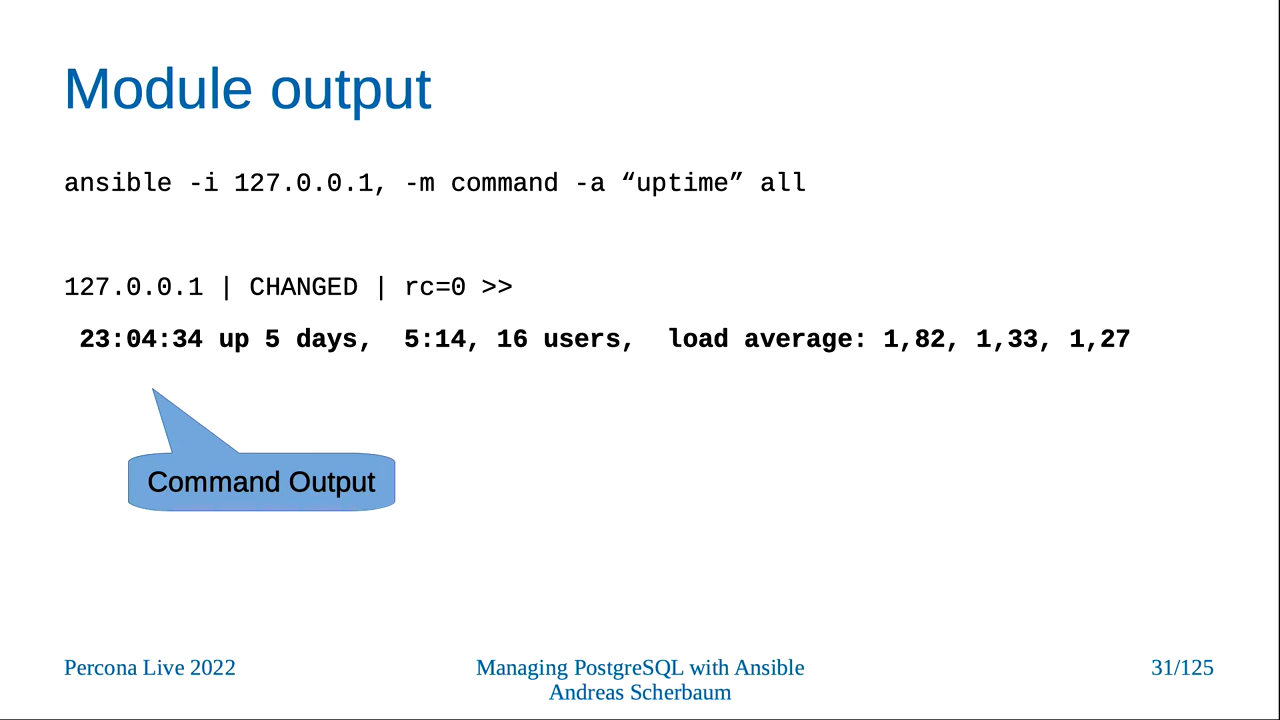 Module output
ansible -i 127.0.0.1, -m command -a “uptime” all
127.0.0.1 | CHANGED | rc=0 >>
23:04:34 up 5 days,  5:14, 16 users,  load average: 1,82, 1,33, 1,27
Command Output
Percona Live 2022
Managing PostgreSQL with Ansible
Andreas Scherbaum
31/125